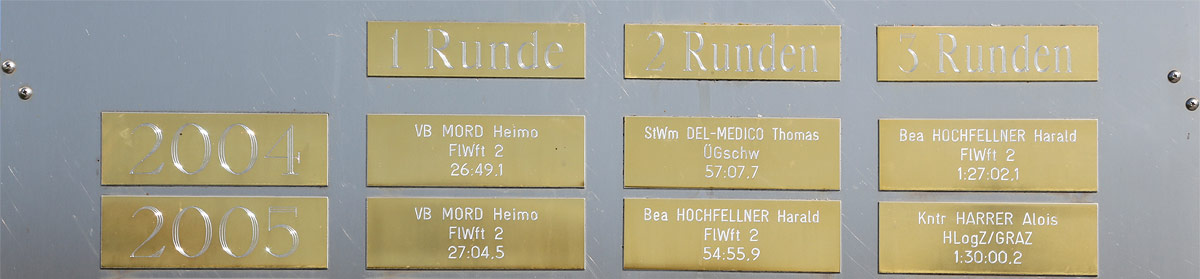 1 Runde
2 Runden
3 Runden
2004
VB MORD Heimo
FlWft 2
26:49,1
StWm DEL-MEDICO Thomas
ÜGschw
57:07,7
Bea HOCHFELLNER Harald
FlWft 2
1:27:02,1
2005
VB MORD Heimo
FlWft 2
27:04,5
Bea HOCHFELLNER Harald
FlWft 2
54:55,9
Kntr HARRER Alois
HLogZ/GRAZ
1:30:00,2